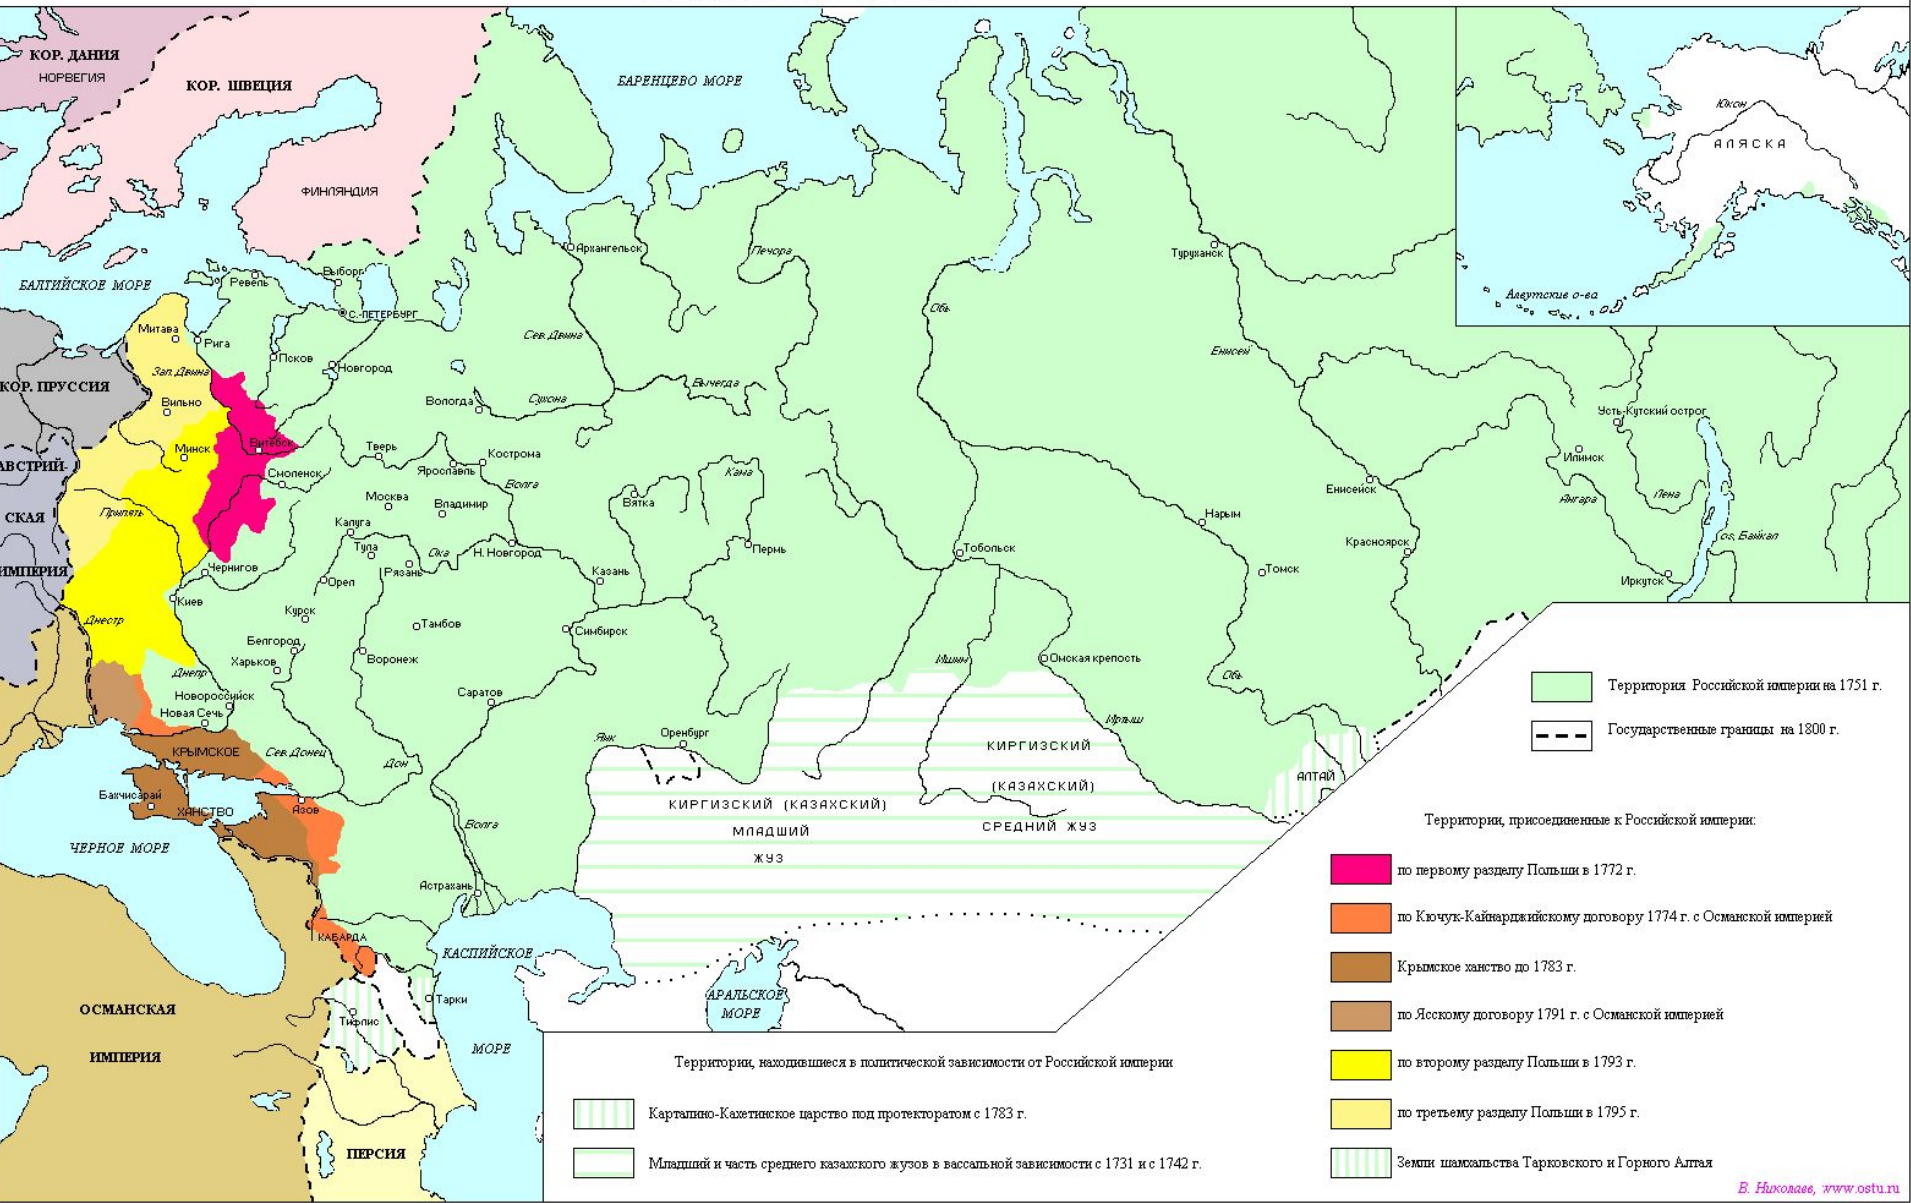 КОР. ДАНИЯ
НОРВЕГИЯ
КОР. ШВЕЦИЯ
ФИНЛЯНДИЯ
БАРЕНЦЕВО МОРЕ
Юкон
АЛЯСКА
Алеутские о-ва
БАЛТИЙСКОЕ МОРЕ
Ревель
Выборг
С.-ПЕТЕРБУРГ
Архангельск
Печора
Туруханск
Обь
Енисей
Митава
Рига
Псков
Новгород
Сев. Двина
Зап. Двина
КОР. ПРУССИЯ
Вильно
Вологда
Сухона
Вычегда
Усть-Кутский острог
Минск
Витебск
Тверь
Ярославль
Кострома
Илимск
АВСТРИЙ-
СКАЯ
ИМПЕРИЯ
Смоленск
Волга
Кама
Енисейск
Ангара
Лена
Припять
Москва
Владимир
Вятка
Нарым
Калуга
Тула
Ока
Н. Новгород
Пермь
Тобольск
Красноярск
оз. Байкал
Чернигов
Орел
Рязань
Казань
Томск
Иркутск
Киев
Курск
Днестр
Тамбов
Симбирск
Белгород
Харьков
Воронеж
Ишим
Омская крепость
Днепр
Обь
Новороссийск
Новая Сечь
Саратов
Иртыш
Яик
Оренбург
КРЫМСКОЕ
ХАНСТВО
Сев. Донец
Дон
КИРГИЗСКИЙ
(КАЗАХСКИЙ)
СРЕДНИЙ ЖУЗ
АЛТАЙ
Бахчисарай
Азов
КИРГИЗСКИЙ (КАЗАХСКИЙ)
МЛАДШИЙ
ЖУЗ
Волга
ЧЕРНОЕ МОРЕ
Астрахань
КАБАРДА
КАСПИЙСКОЕ
МОРЕ
АРАЛЬСКОЕ
МОРЕ
Тарки
Тифлис
ОСМАНСКАЯ
ИМПЕРИЯ
ПЕРСИЯ
Территория Российской империи на 1751 г.
Государственные границы на 1800 г.
Территории, присоединенные к Российской империи:
по первому разделу Польши в 1772 г.
по Кючук-Кайнарджийскому договору 1774 г. с Османской империей
Крымское ханство до 1783 г.
по Ясскому договору 1791 г. с Османской империей
по второму разделу Польши в 1793 г.
по третьему разделу Польши в 1795 г.
Земли шамхальства Тарковского и Горного Алтая
Территории, находившиеся в политической зависимости от Российской империи
Карталино-Кахетинское царство под протекторатом с 1783 г.
Младший и часть среднего казахского жузов в вассальной зависимости с 1731 и с 1742 г.
В. Николаев, www.ostu.ru